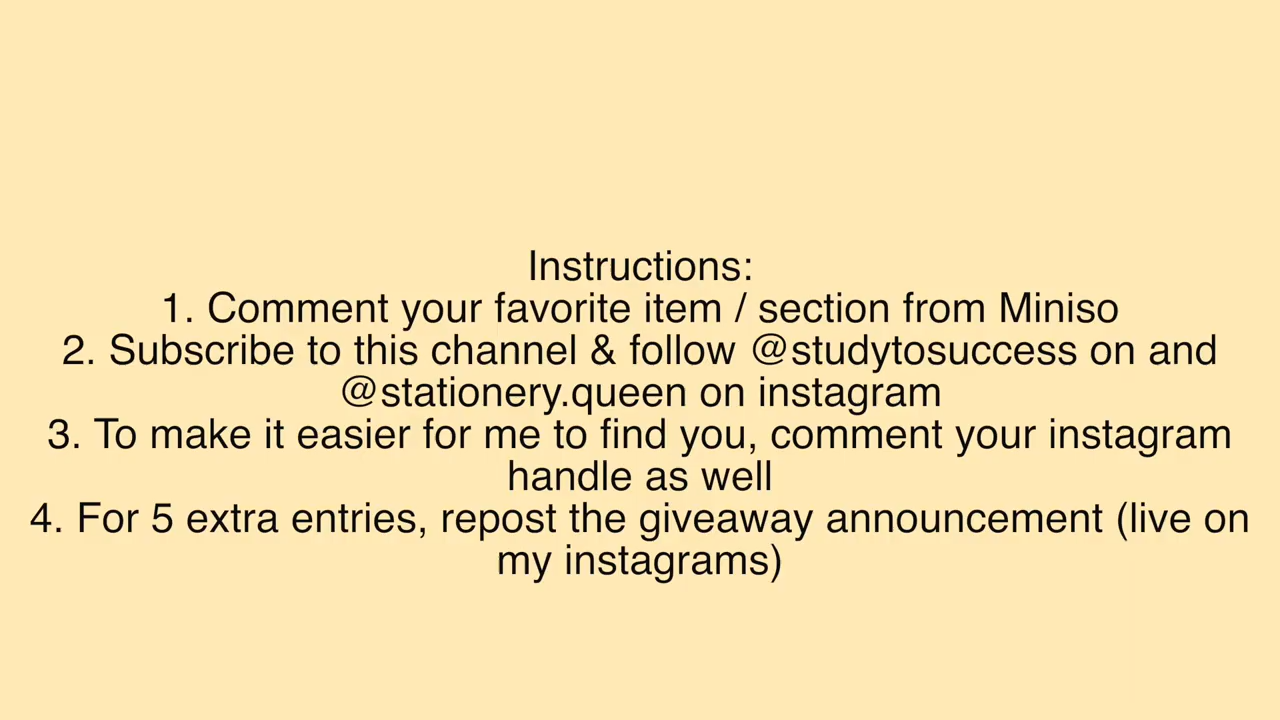 Instructions:
1. Comment your favorite item / section from Miniso
2. Subscribe to this channel & follow @studytosuccess on and
@stationery.queen on instagram
3. To make it easier for me to find you, comment your instagram
handle as well
4. For 5 extra entries, repost the giveaway announcement (live on
my instagrams)